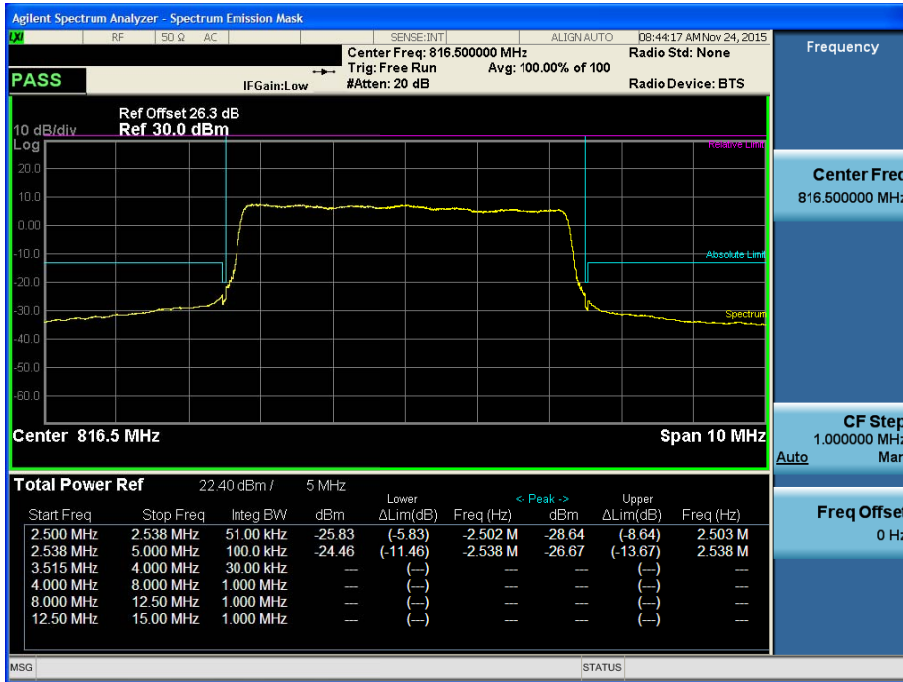 Agilent Spectrum Analyzer - Spectrum Emission Mask
LXI RF 50 Ω AC SENSE:INT ALIGN AUTO 08:44:17 AM Nov 24, 2015
Center Freq: 816.500000 MHz Radio Std: None
Trig: Free Run Avg: 100.00% of 100
PASS IFGain:Low #Atten: 20 dB Radio Device: BTS
Ref Offset 26.3 dB
10 dB/div Ref 30.0 dBm
Log
Relative Limit
20.0
10.0
0.00
-10.0
Absolute Limit
-20.0
-30.0
Spectrum
-40.0
-50.0
-60.0
Center 816.5 MHz Span 10 MHz
Total Power Ref 22.40 dBm / 5 MHz
Lower <- Peak -> Upper
Start Freq Stop Freq Integ BW dBm ΔLim(dB) Freq (Hz) dBm ΔLim(dB) Freq (Hz)
2.500 MHz 2.538 MHz 51.00 kHz -25.83 (-5.83) -2.502 M -28.64 (-8.64) 2.503 M
2.538 MHz 5.000 MHz 100.0 kHz -24.46 (-11.46) -2.538 M -26.67 (-13.67) 2.538 M
3.515 MHz 4.000 MHz 30.00 kHz --- (---) --- --- (---) ---
4.000 MHz 8.000 MHz 1.000 MHz --- (---) --- --- (---) ---
8.000 MHz 12.50 MHz 1.000 MHz --- (---) --- --- (---) ---
12.50 MHz 15.00 MHz 1.000 MHz --- (---) --- --- (---) ---
MSG STATUS
Frequency
Center Freq
816.500000 MHz
CF Step
1.000000 MHz
Auto Man
Freq Offset
0 Hz